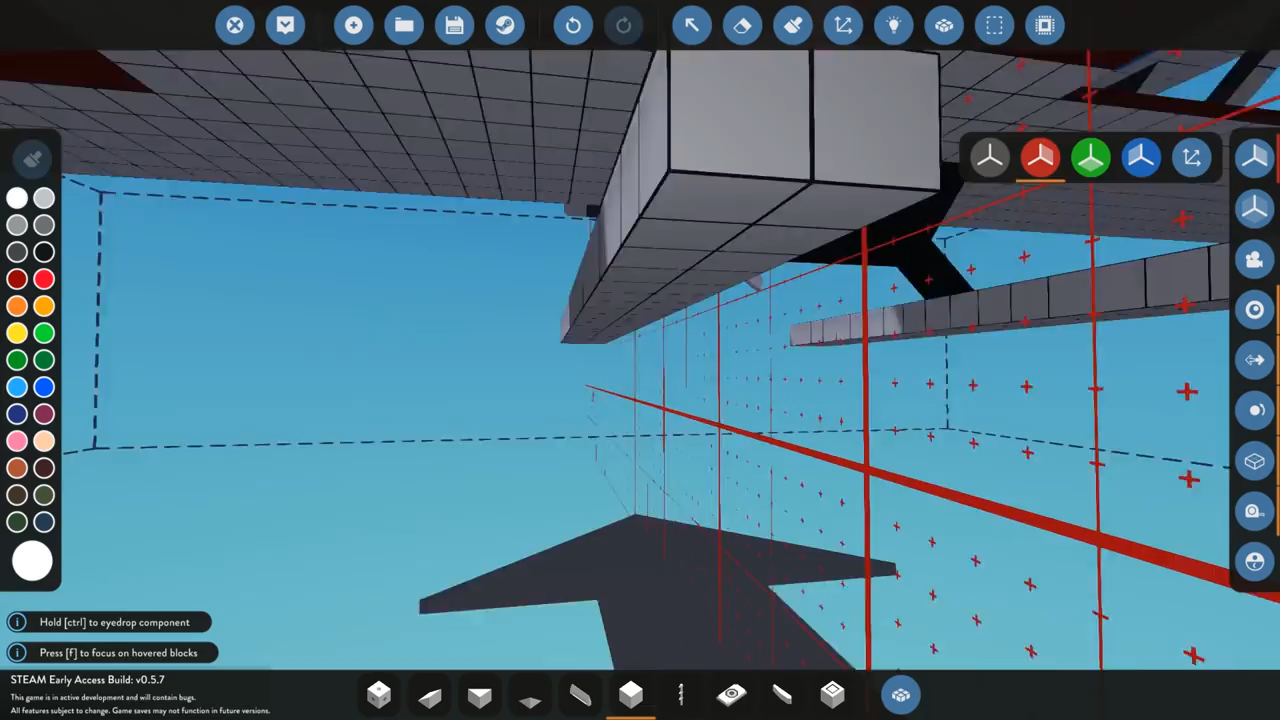 Hold [ctrl] to eyedrop component
Press [f] to focus on hovered blocks
STEAM Early Access Build: v0.5.7
This game is in active development and will contain bugs.
All features subject to change. Game saves may not function in future versions.